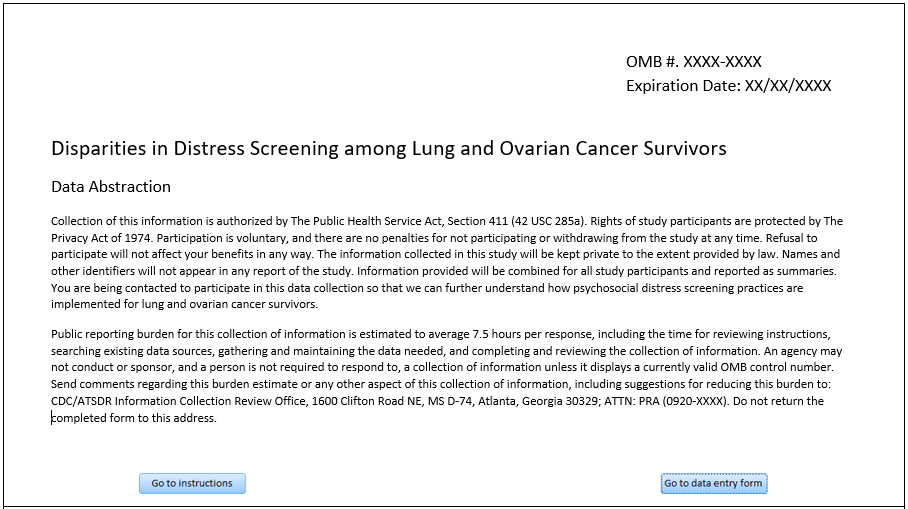 OMB #. XXXX-XXXX
Expiration Date: XX/XX/XXXX
Disparities in Distress Screening among Lung and Ovarian Cancer Survivors
Data Abstraction
Collection of this information is authorized by The Public Health Service Act, Section 411 (42 USC 285a). Rights of study participants are protected by The
Privacy Act of 1974. Participation is voluntary, and there are no penalties for not participating or withdrawing from the study at any time. Refusal to
participate will not affect your benefits in any way. The information collected in this study will be kept private to the extent provided by law. Names and
other identifiers will not appear in any report of the study. Information provided will be combined for all study participants and reported as summaries.
You are being contacted to participate in this data collection so that we can further understand how psychosocial distress screening practices are
implemented for lung and ovarian cancer survivors.
Public reporting burden for this collection of information is estimated to average 7.5 hours per response, including the time for reviewing instructions,
searching existing data sources, gathering and maintaining the data needed, and completing and reviewing the collection of information. An agency may
not conduct or sponsor, and a person is not required to respond to, a collection of information unless it displays a currently valid OMB control number.
Send comments regarding this burden estimate or any other aspect of this collection of information, including suggestions for reducing this burden to:
CDC/ATSDR Information Collection Review Office, 1600 Clifton Road NE, MS D-74, Atlanta, Georgia 30329; ATTN: PRA (0920-XXXX). Do not return the
completed form to this address.
Go to instructions
Go to data entry form